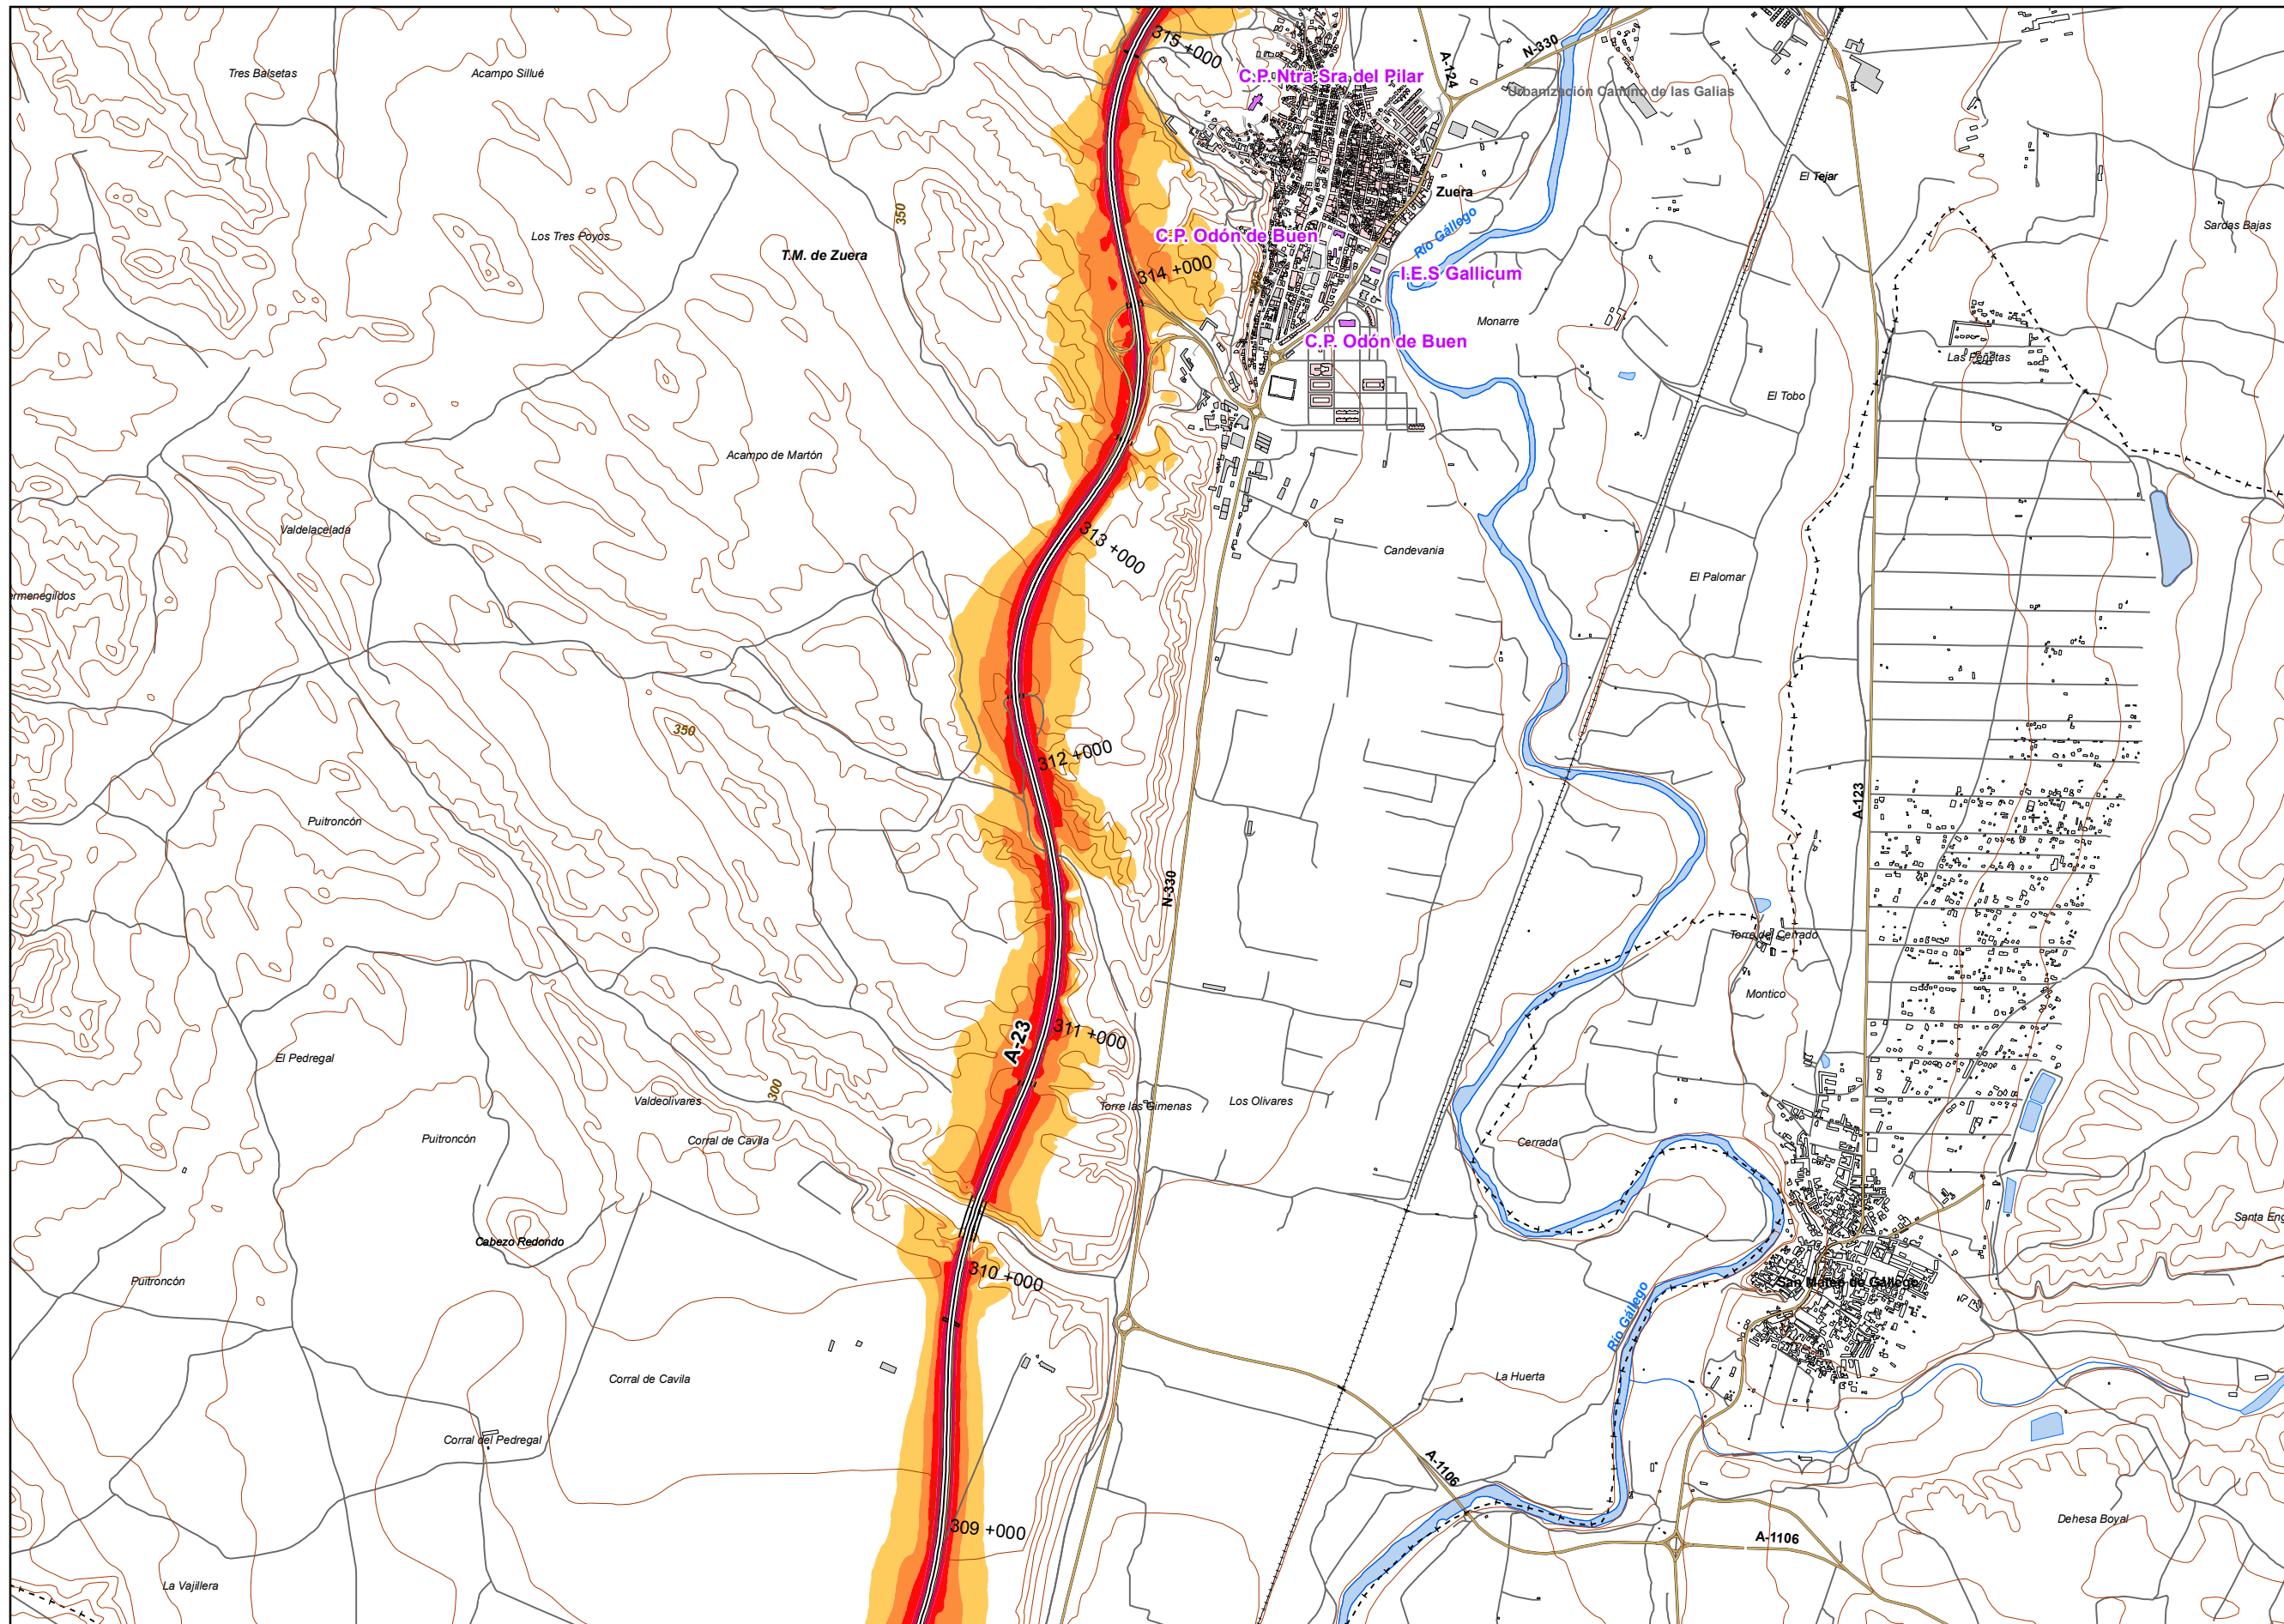 315 +000
N-330
A-124
Tres Balsetas
Acampo Sillué
C.P. Ntra Sra del Pilar
Urbanización Camino de las Galias
El Tejar
Zuera
350
Los Tres Poyos
T.M. de Zuera
C.P. Odón de Buen
Río Gállego
Sardas Bajas
314 +000
I.E.S Gallicum
Monarre
C.P. Odón de Buen
Las Peñetas
El Tobo
Acampo de Martón
Valdelacelada
313 +000
Candevania
El Palomar
ermenegildos
350
312 +000
A-123
Puitroncón
N-330
Torre de Cerrado
Montico
A-23
311 +000
El Pedregal
300
Valdeolivares
Torre las Gimenas
Los Olivares
Puitroncón
Corral de Cavila
Cerrada
Santa Eng
Cabezo Redondo
310 +000
Puitroncón
San Mateo de Gállego
Río Gállego
Corral de Cavila
La Huerta
Corral del Pedregal
A-1106
309 +000
A-1106
Dehesa Boyal
La Vajillera